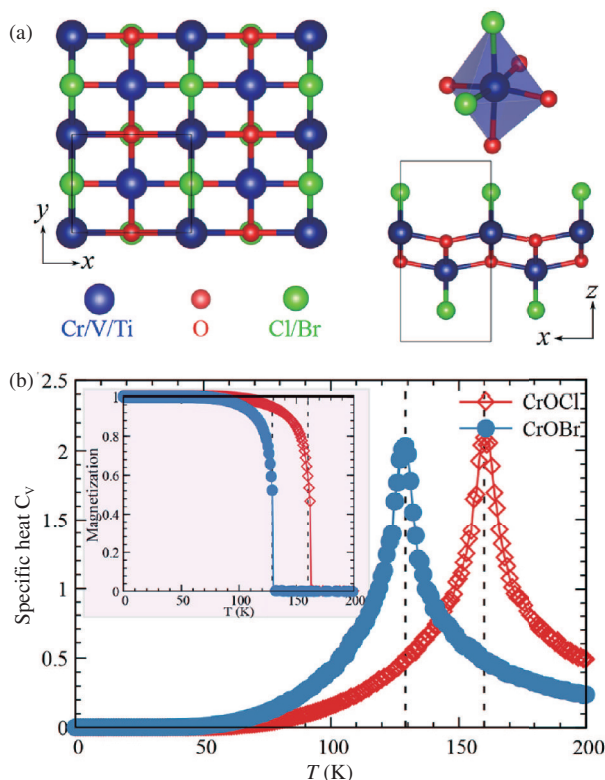 (a)
y
x
Cr/V/Ti
O
Cl/Br
z
x
(b)
2.5
2
1.5
1
0.5
0
Specific heat C_V
0
50
100
150
200
T (K)
CrOCl
CrOBr
1
0.8
0.6
0.4
0.2
0
Magnetization
0
50
100
150
200
T (K)